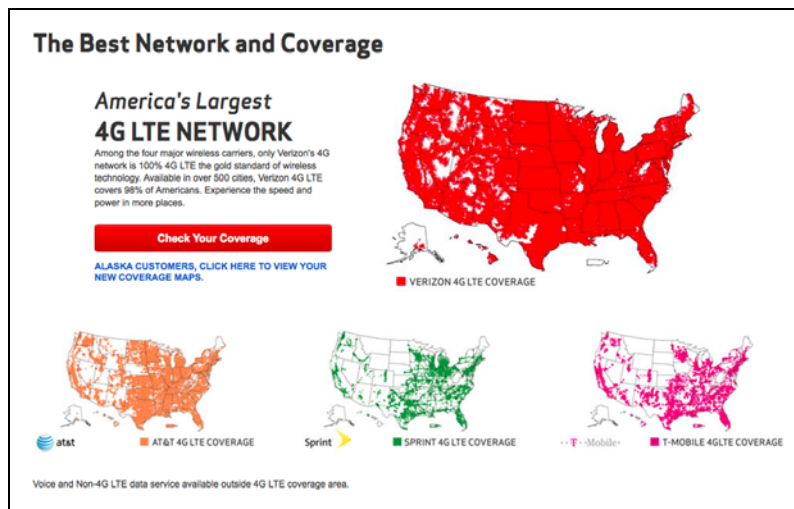 The Best Network and Coverage
America's Largest
4G LTE NETWORK
Among the four major wireless carriers, only Verizon's 4G
network is 100% 4G LTE the gold standard of wireless
technology. Available in over 500 cities, Verizon 4G LTE
covers 98% of Americans. Experience the speed and
power in more places.
Check Your Coverage
ALASKA CUSTOMERS, CLICK HERE TO VIEW YOUR
NEW COVERAGE MAPS.
VERIZON 4G LTE COVERAGE
at&t
AT&T 4G LTE COVERAGE
Sprint
SPRINT 4G LTE COVERAGE
T-Mobile
T-MOBILE 4GLTE COVERAGE
Voice and Non-4G LTE data service available outside 4G LTE coverage area.